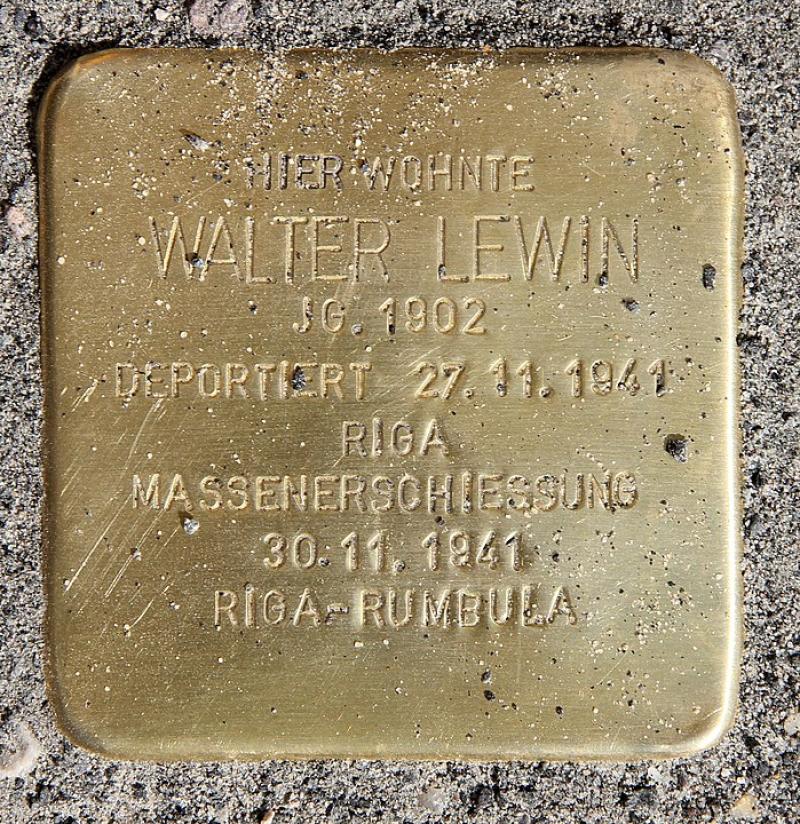 HIER WOHNTE
WALTER LEWIN
JG. 1902
DEPORTIERT 27.11.1941
RIGA
MASSENERSCHIESSUNG
30.11.1941
RIGA-RUMBULA